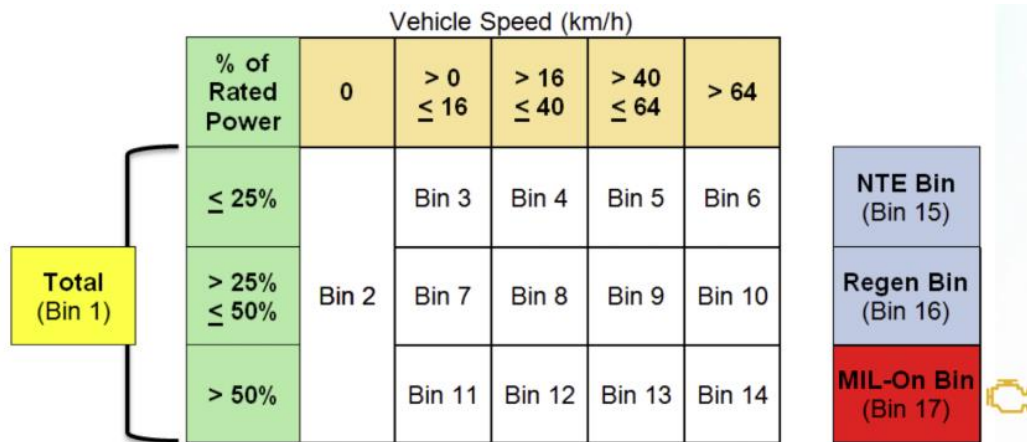 Vehicle Speed (km/h)
% of
Rated
Power
0
> 0
≤ 16
> 16
≤ 40
> 40
≤ 64
> 64
≤ 25%
Bin 3
Bin 4
Bin 5
Bin 6
NTE Bin
(Bin 15)
Total
(Bin 1)
> 25%
≤ 50%
Bin 2
Bin 7
Bin 8
Bin 9
Bin 10
Regen Bin
(Bin 16)
> 50%
Bin 11
Bin 12
Bin 13
Bin 14
MIL-On Bin
(Bin 17)